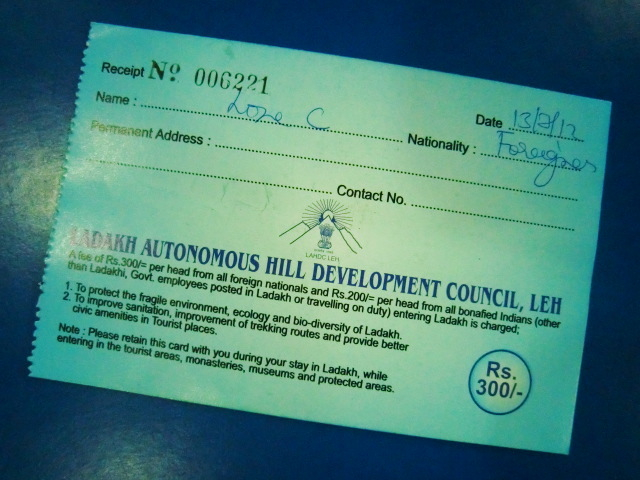 Receipt Nº 006221
Name : Lone C
Date 13/8/12
Permanent Address :
Nationality : Foreigner
Contact No.
LAHDC LEH
LADAKH AUTONOMOUS HILL DEVELOPMENT COUNCIL, LEH
A fee of Rs.300/= per head from all foreign nationals and Rs.200/= per head from all bonafied Indians (other
than Ladakhi, Govt. employees posted in Ladakh or travelling on duty) entering Ladakh is charged;
1. To protect the fragile environment, ecology and bio-diversity of Ladakh.
2. To improve sanitation, improvement of trekking routes and provide better
civic amenities in Tourist places.
Note : Please retain this card with you during your stay in Ladakh, while
entering in the tourist areas, monasteries, museums and protected areas.
Rs.
300/-